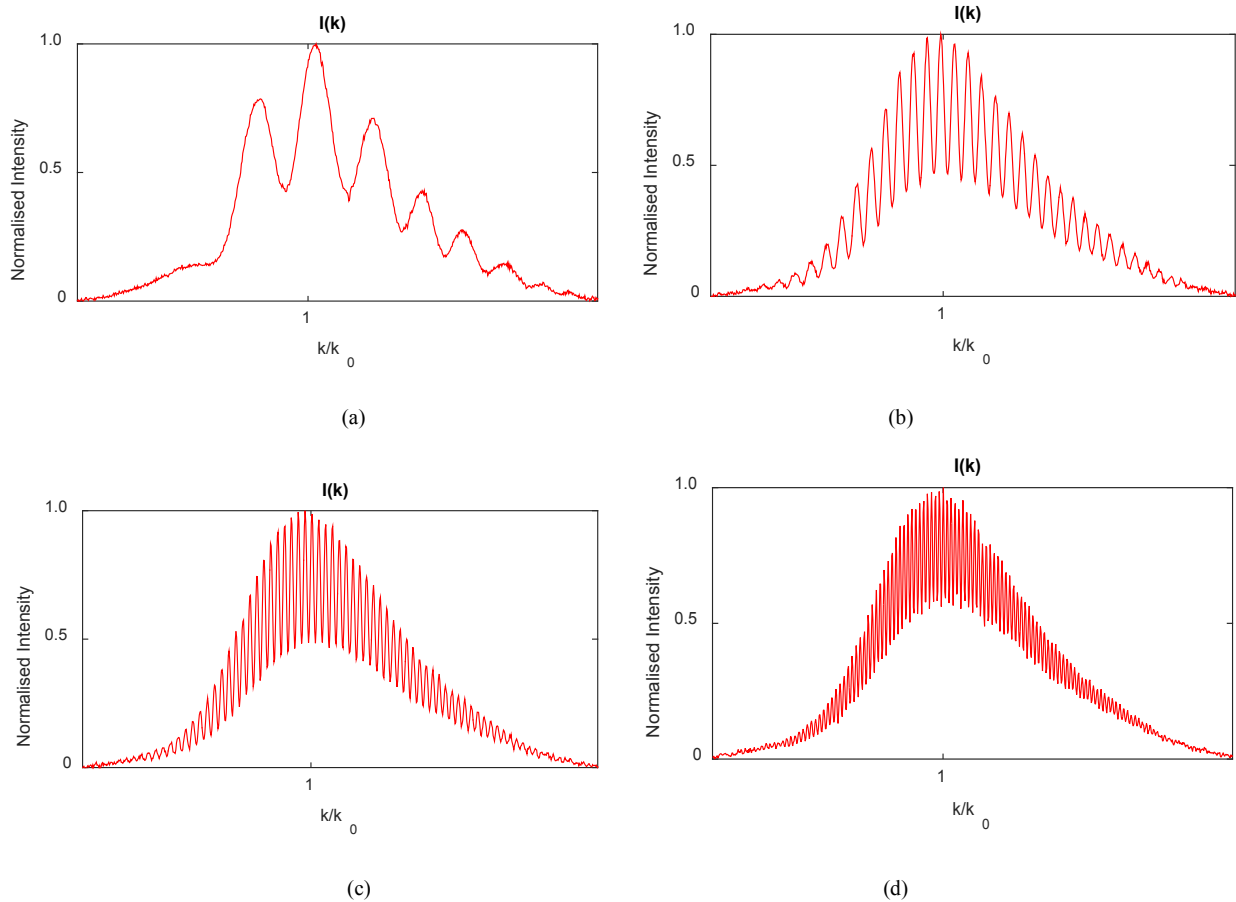 I(k)
1.0
0.5
0
Normalised Intensity
1
k/k 0
(a)
I(k)
1.0
0.5
0
Normalised Intensity
1
k/k 0
(b)
I(k)
1.0
0.5
0
Normalised Intensity
1
k/k 0
(c)
I(k)
1.0
0.5
0
Normalised Intensity
1
k/k 0
(d)